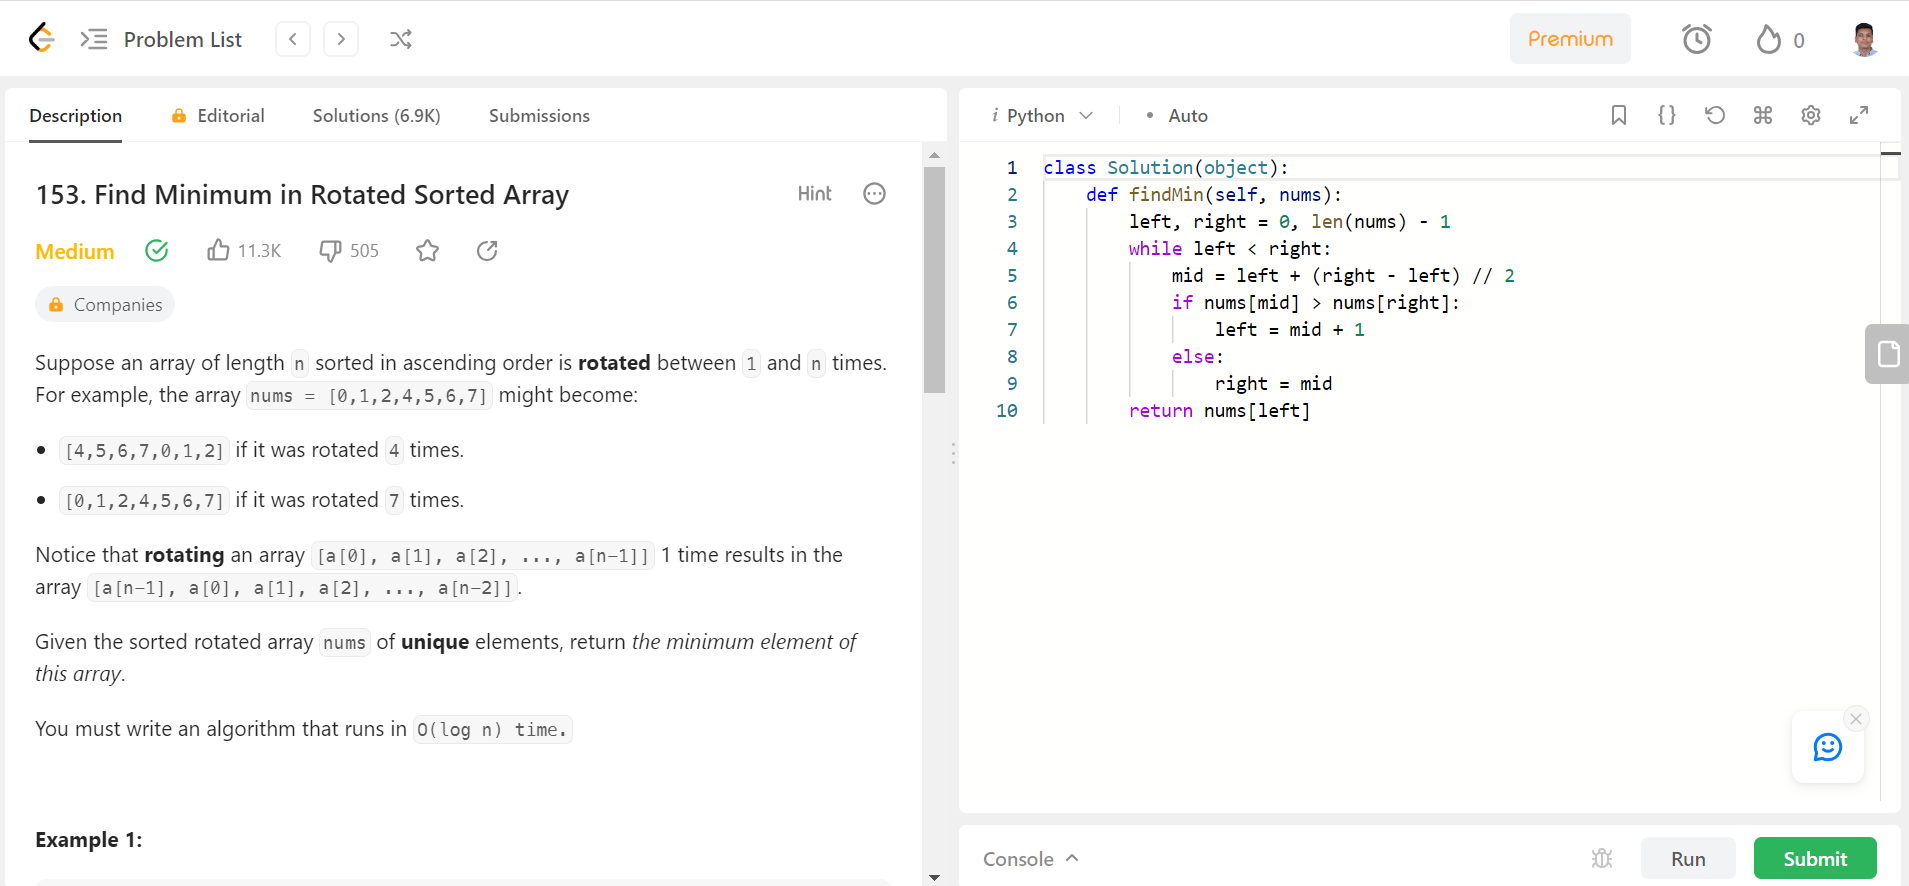 Problem List
Premium
0
Description
Editorial
Solutions (6.9K)
Submissions
153. Find Minimum in Rotated Sorted Array
Hint
Medium
11.3K
505
Companies
Suppose an array of length n sorted in ascending order is rotated between 1 and n times.
For example, the array nums = [0,1,2,4,5,6,7] might become:
[4,5,6,7,0,1,2] if it was rotated 4 times.
[0,1,2,4,5,6,7] if it was rotated 7 times.
Notice that rotating an array [a[0], a[1], a[2], ..., a[n-1]] 1 time results in the
array [a[n-1], a[0], a[1], a[2], ..., a[n-2]].
Given the sorted rotated array nums of unique elements, return the minimum element of
this array.
You must write an algorithm that runs in O(log n) time.
Example 1:
i Python
• Auto
{}
1 class Solution(object):
2 def findMin(self, nums):
3 left, right = 0, len(nums) - 1
4 while left < right:
5 mid = left + (right - left) // 2
6 if nums[mid] > nums[right]:
7 left = mid + 1
8 else:
9 right = mid
10 return nums[left]
Console
Run
Submit